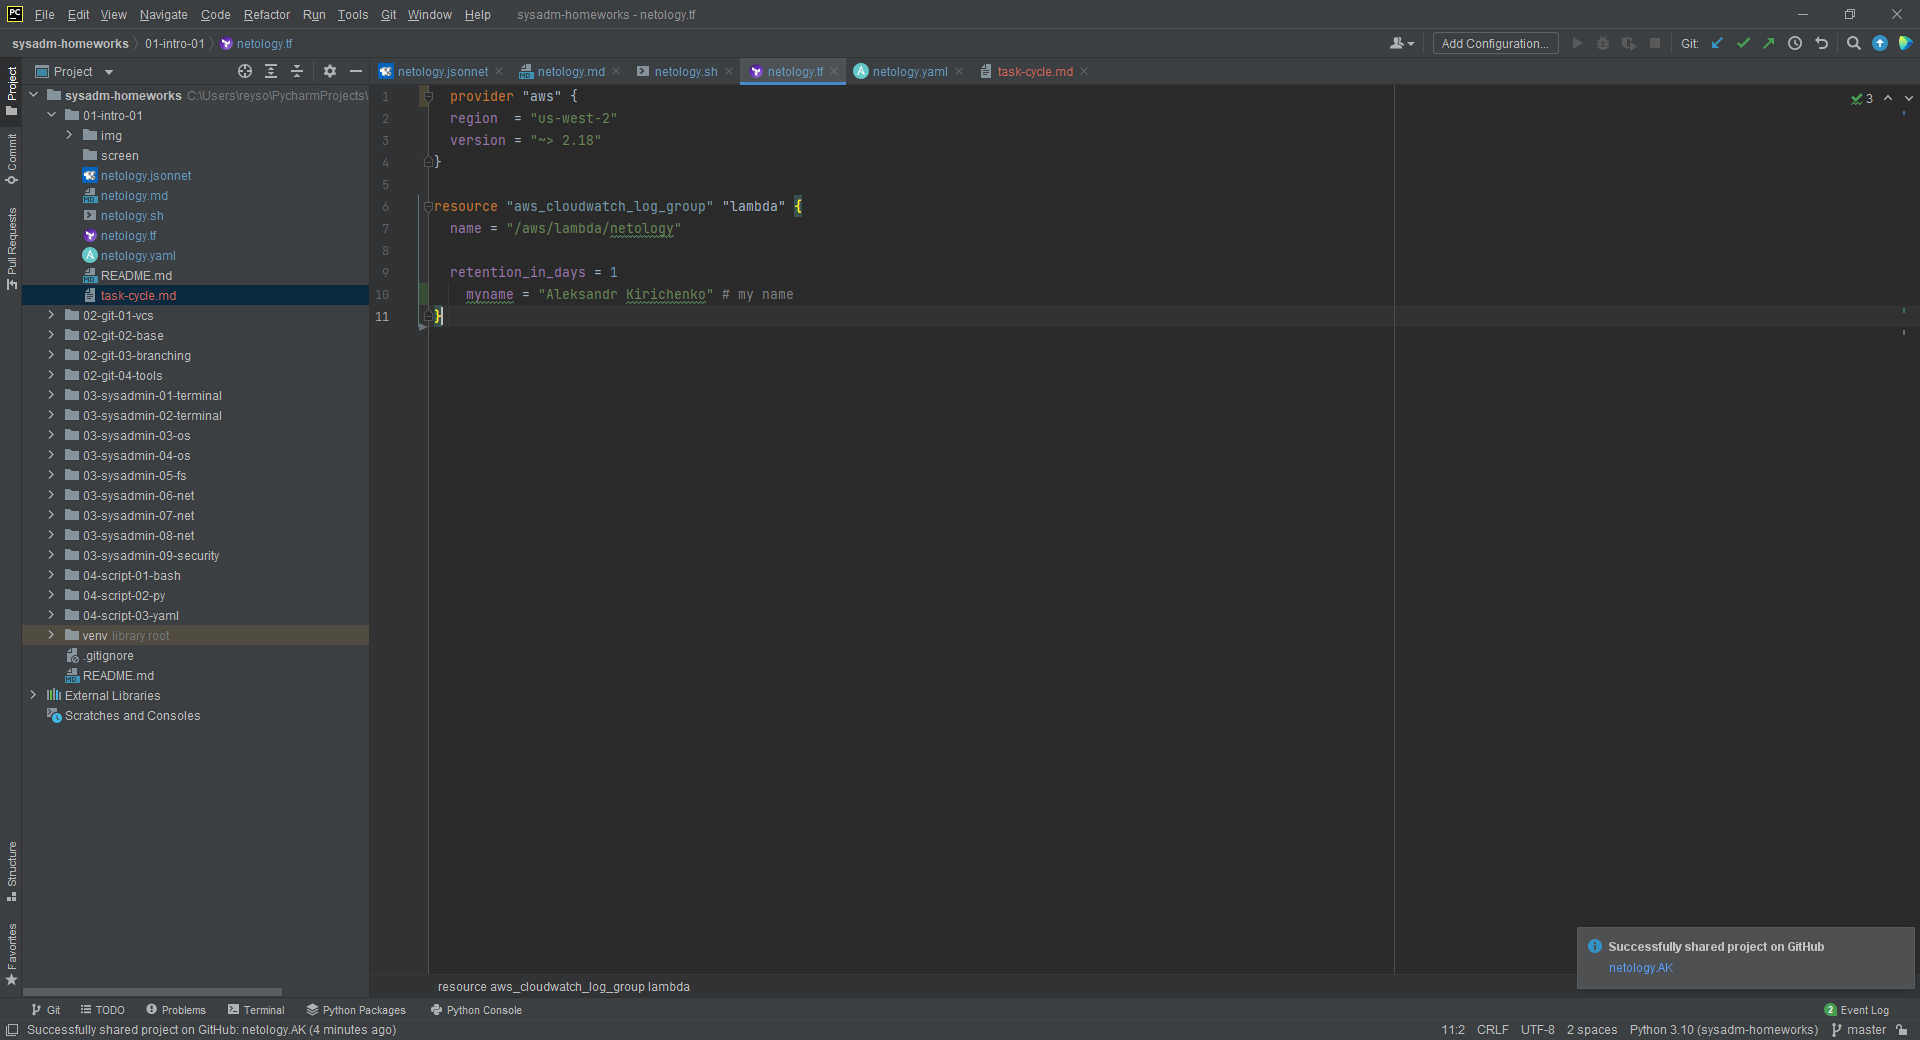 PC File Edit View Navigate Code Refactor Run Tools Git Window Help sysadm-homeworks - netology.tf
sysadm-homeworks 01-intro-01 netology.tf Add Configuration... Git:
Project
Commit
Pull Requests
Structure
Favorites
Project
netology.jsonnet netology.md netology.sh netology.tf netology.yaml task-cycle.md
sysadm-homeworks C:\Users\reyso\PycharmProjects\
01-intro-01
img
screen
netology.jsonnet
netology.md
netology.sh
netology.tf
netology.yaml
README.md
task-cycle.md
02-git-01-vcs
02-git-02-base
02-git-03-branching
02-git-04-tools
03-sysadmin-01-terminal
03-sysadmin-02-terminal
03-sysadmin-03-os
03-sysadmin-04-os
03-sysadmin-05-fs
03-sysadmin-06-net
03-sysadmin-07-net
03-sysadmin-08-net
03-sysadmin-09-security
04-script-01-bash
04-script-02-py
04-script-03-yaml
venv library root
.gitignore
README.md
External Libraries
Scratches and Consoles
1 provider "aws" {
2 region  = "us-west-2"
3 version = "~> 2.18"
4 }
5
6 resource "aws_cloudwatch_log_group" "lambda" {
7 name = "/aws/lambda/netology"
8
9 retention_in_days = 1
10 myname = "Aleksandr Kirichenko" # my name
11 }
3
Successfully shared project on GitHub
netology.AK
resource aws_cloudwatch_log_group lambda
Git TODO Problems Terminal Python Packages Python Console 2 Event Log
Successfully shared project on GitHub: netology.AK (4 minutes ago) 11:2 CRLF UTF-8 2 spaces Python 3.10 (sysadm-homeworks) master